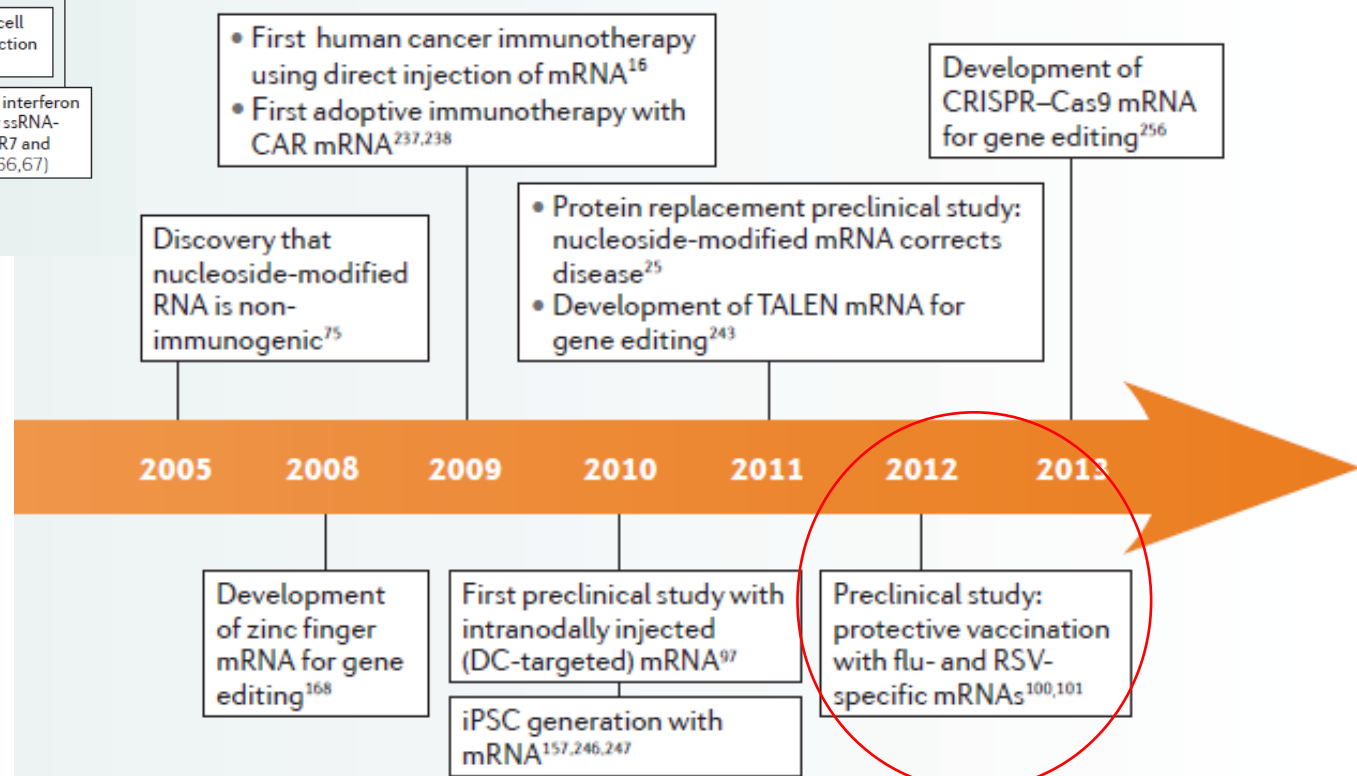 cell
ction
interferon
ssRNA-
R7 and
66,67)
• First human cancer immunotherapy
using direct injection of mRNA16
• First adoptive immunotherapy with
CAR mRNA237,238
Development of
CRISPR–Cas9 mRNA
for gene editing256
Discovery that
nucleoside-modified
RNA is non-
immunogenic75
• Protein replacement preclinical study:
nucleoside-modified mRNA corrects
disease25
• Development of TALEN mRNA for
gene editing243
2005 2008 2009 2010 2011 2012 2013
Development
of zinc finger
mRNA for gene
editing168
First preclinical study with
intranodally injected
(DC-targeted) mRNA97
iPSC generation with
mRNA157,246,247
Preclinical study:
protective vaccination
with flu- and RSV-
specific mRNAs100,101